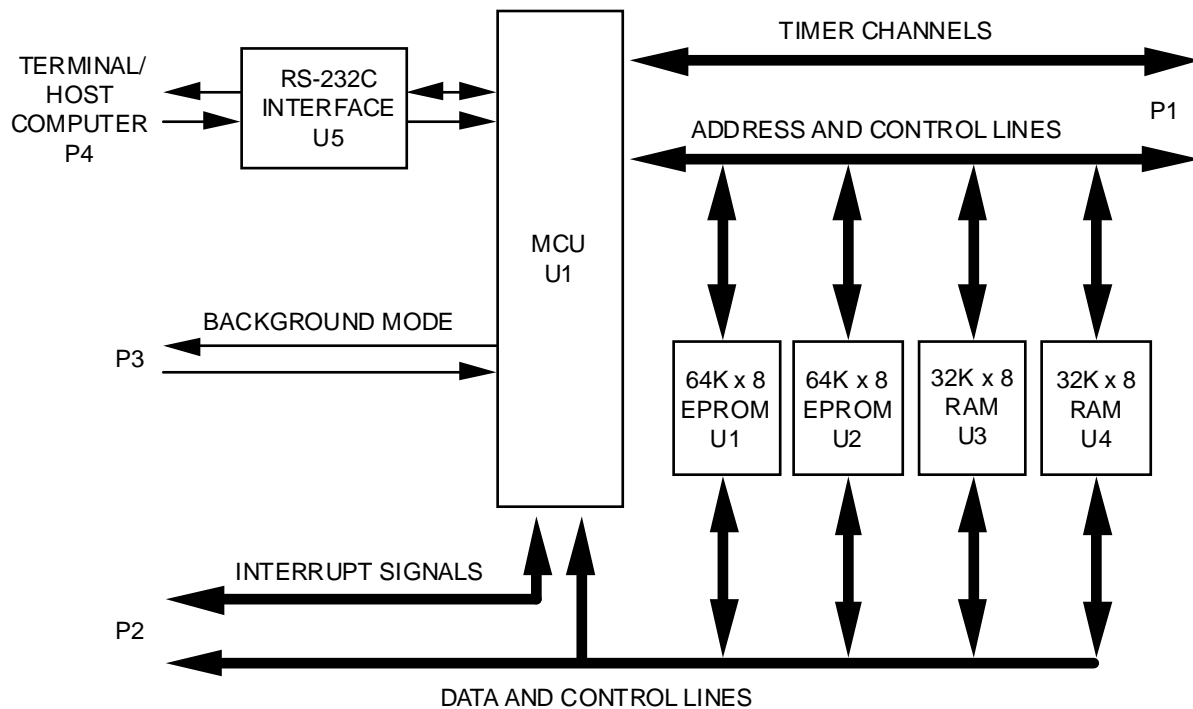 TIMER CHANNELS
TERMINAL/
HOST
COMPUTER
P4
RS-232C
INTERFACE
U5
P1
ADDRESS AND CONTROL LINES
MCU
U1
BACKGROUND MODE
P3
64K x 8
EPROM
U1
64K x 8
EPROM
U2
32K x 8
RAM
U3
32K x 8
RAM
U4
INTERRUPT SIGNALS
P2
DATA AND CONTROL LINES